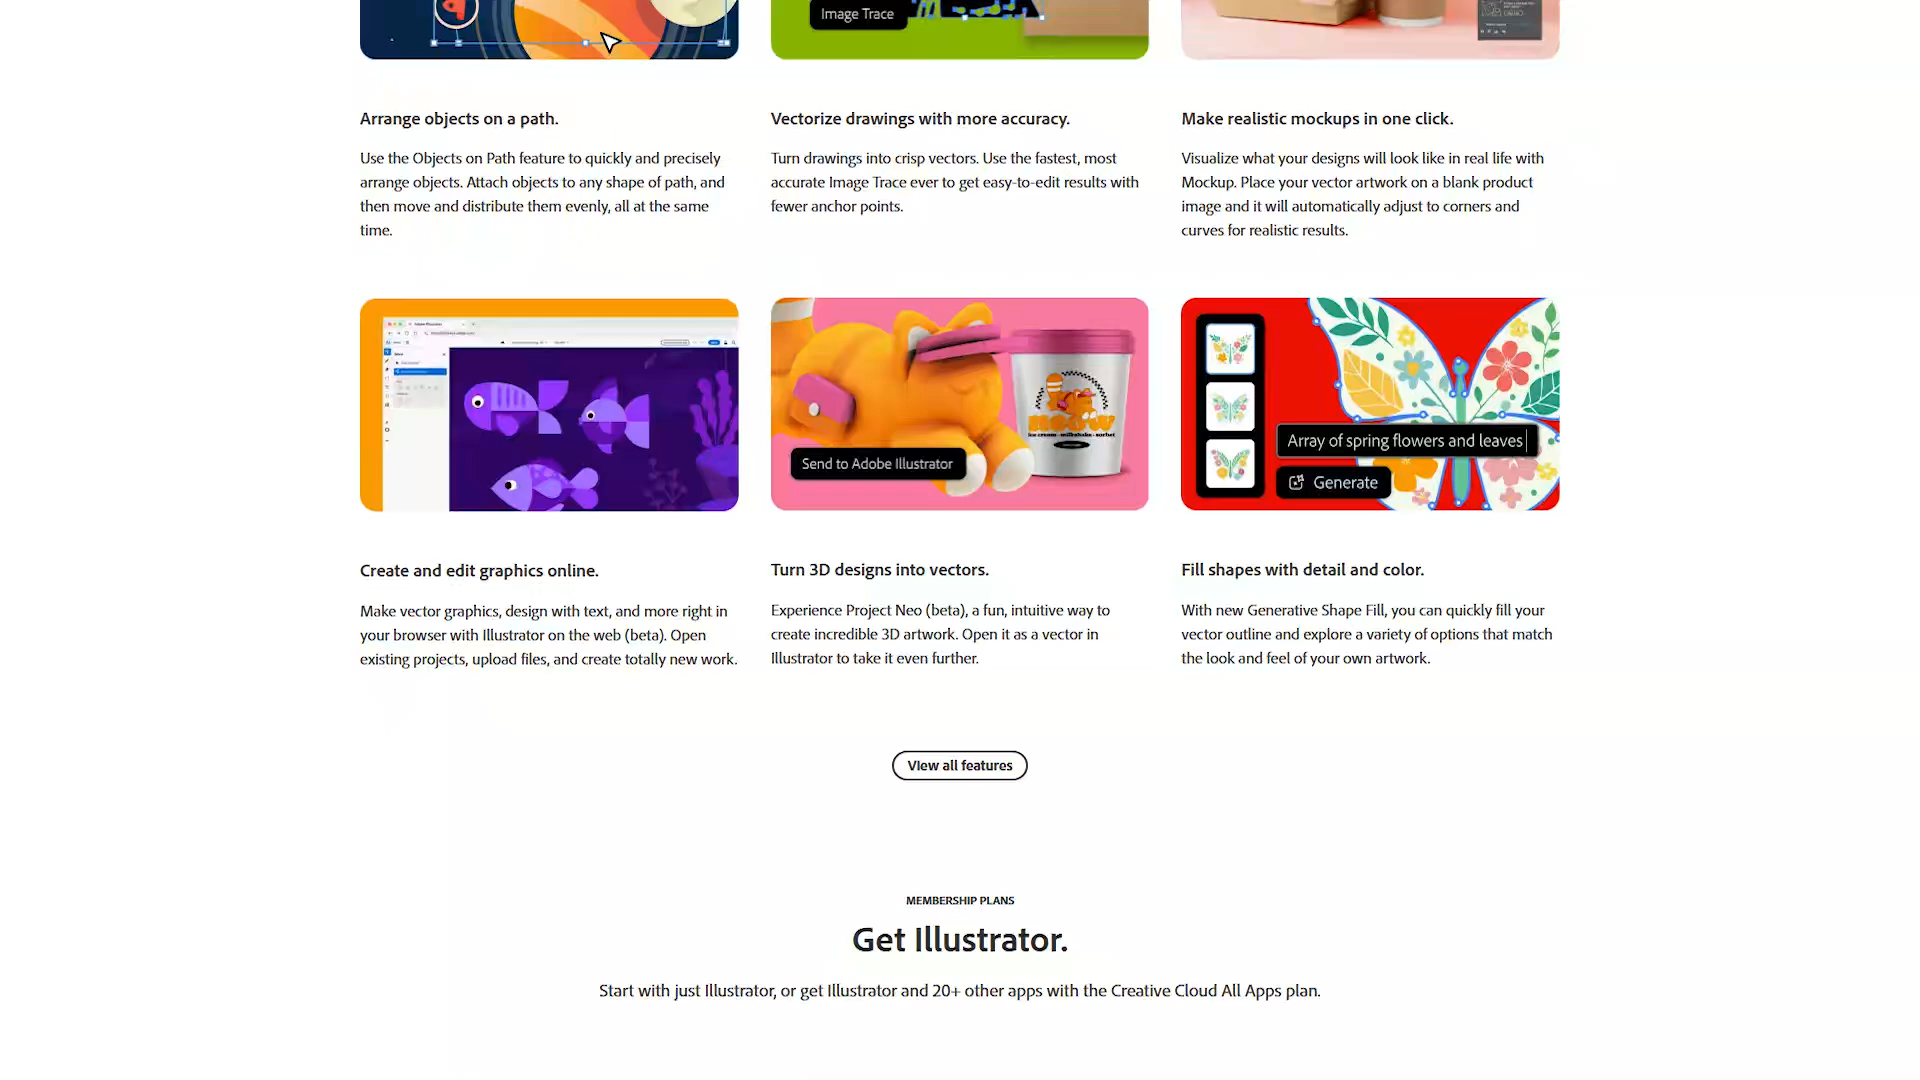 Image Trace
Arrange objects on a path.
Use the Objects on Path feature to quickly and precisely
arrange objects. Attach objects to any shape of path, and
then move and distribute them evenly, all at the same
time.
Vectorize drawings with more accuracy.
Turn drawings into crisp vectors. Use the fastest, most
accurate Image Trace ever to get easy-to-edit results with
fewer anchor points.
Make realistic mockups in one click.
Visualize what your designs will look like in real life with
Mockup. Place your vector artwork on a blank product
image and it will automatically adjust to corners and
curves for realistic results.
Send to Adobe Illustrator
ice cream · milkshake · sorbet
Array of spring flowers and leaves
Generate
Create and edit graphics online.
Make vector graphics, design with text, and more right in
your browser with Illustrator on the web (beta). Open
existing projects, upload files, and create totally new work.
Turn 3D designs into vectors.
Experience Project Neo (beta), a fun, intuitive way to
create incredible 3D artwork. Open it as a vector in
Illustrator to take it even further.
Fill shapes with detail and color.
With new Generative Shape Fill, you can quickly fill your
vector outline and explore a variety of options that match
the look and feel of your own artwork.
View all features
MEMBERSHIP PLANS
Get Illustrator.
Start with just Illustrator, or get Illustrator and 20+ other apps with the Creative Cloud All Apps plan.